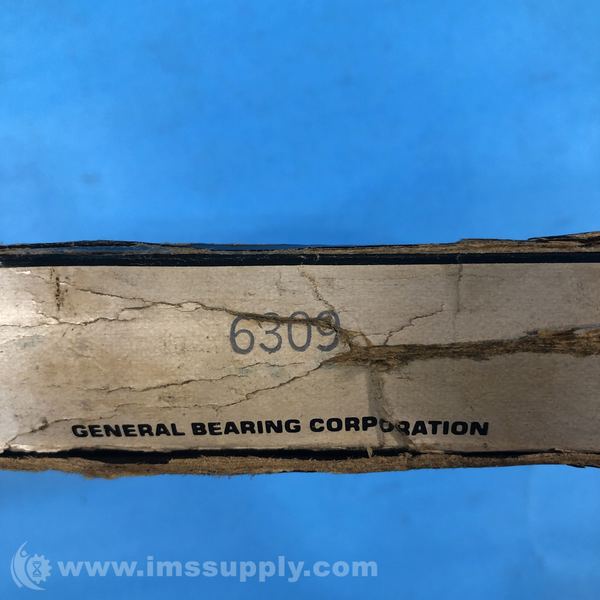 6309
GENERAL BEARING CORPORATION
www.imssupply.com